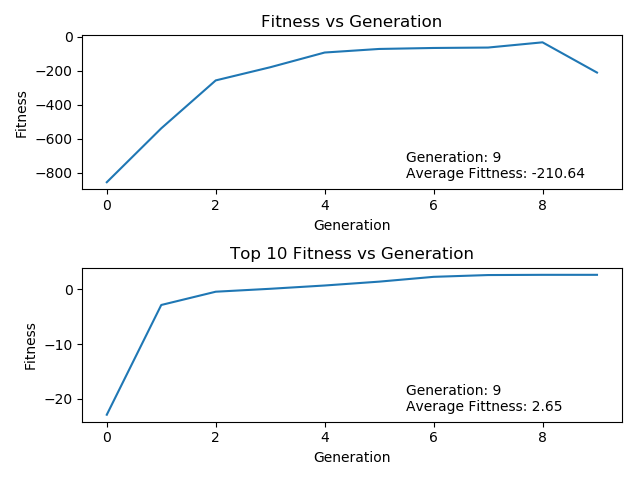 Fitness vs Generation
0
−200
−400
−600
−800
Fitness
Generation: 9
Average Fittness: -210.64
0 2 4 6 8
Generation
Top 10 Fitness vs Generation
0
−10
−20
Fitness
Generation: 9
Average Fittness: 2.65
0 2 4 6 8
Generation